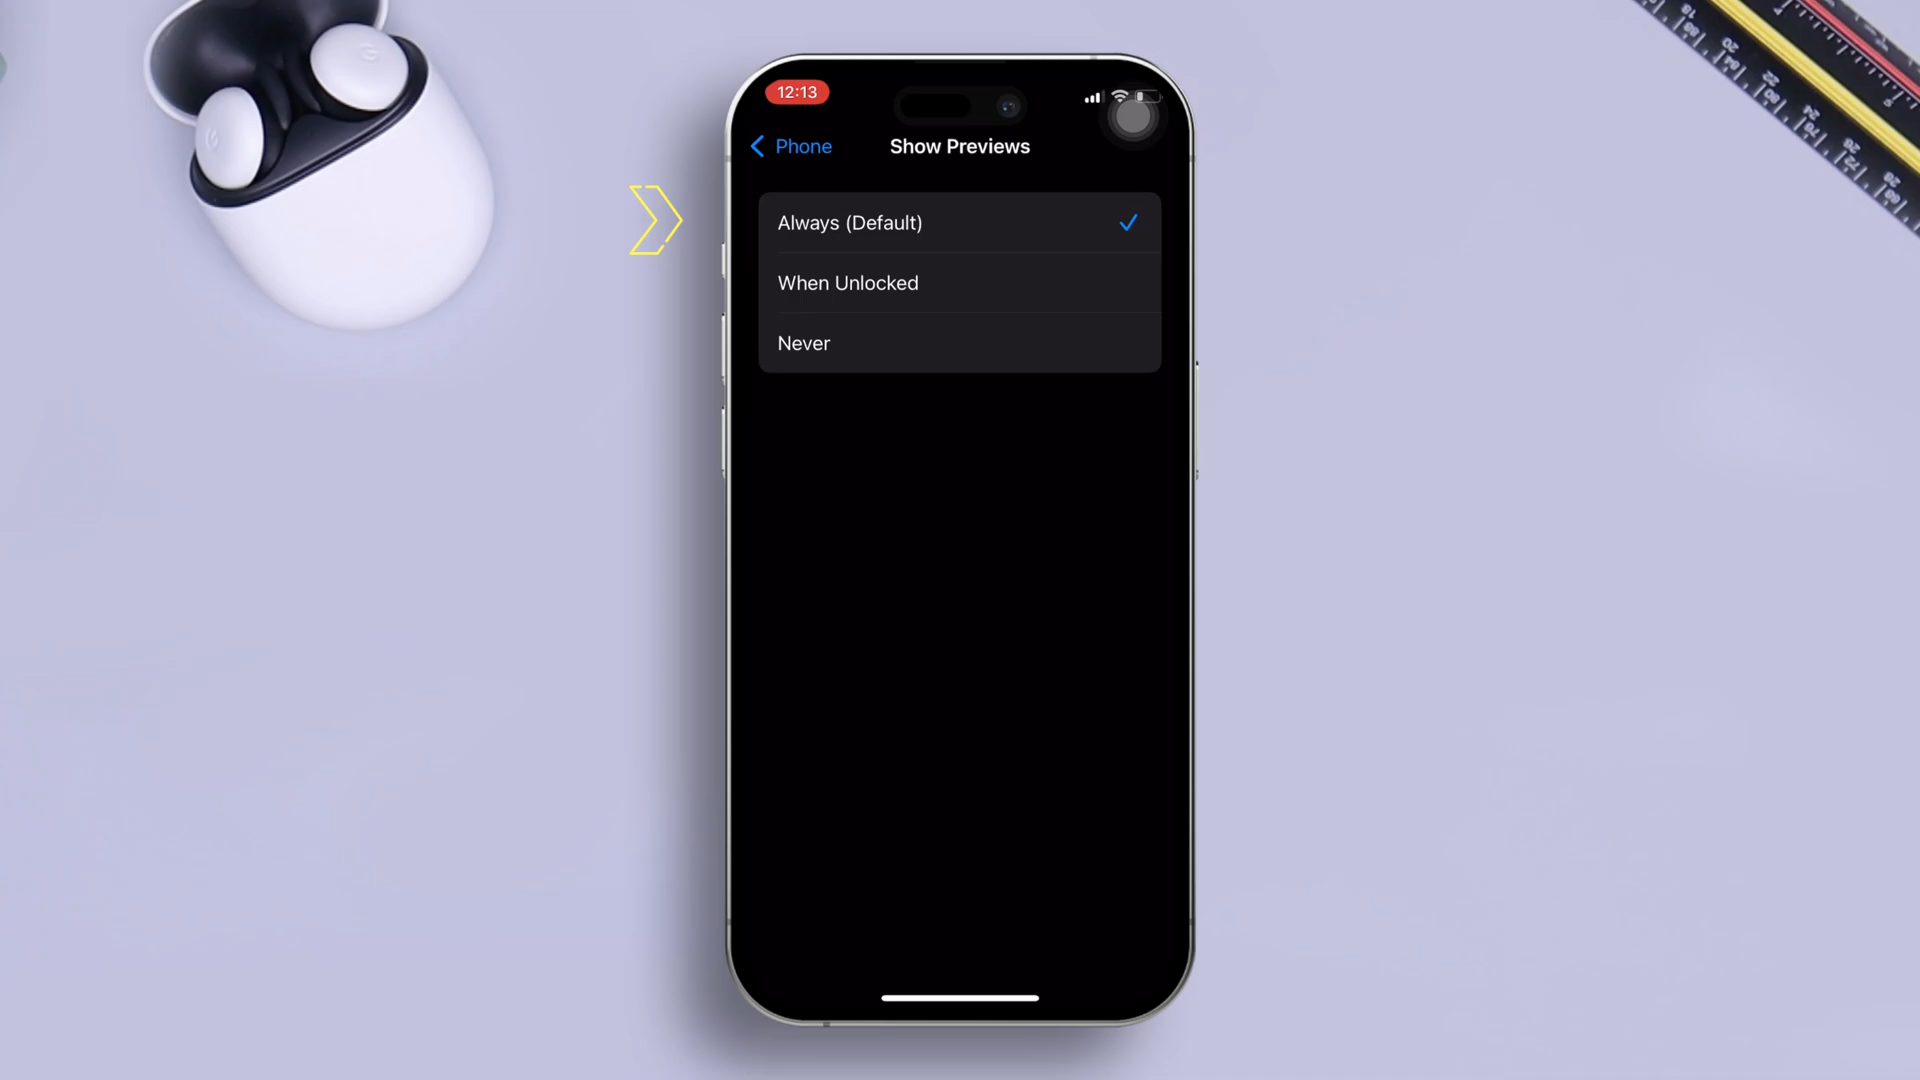 12:13
Phone
Show Previews
Always (Default)
When Unlocked
Never